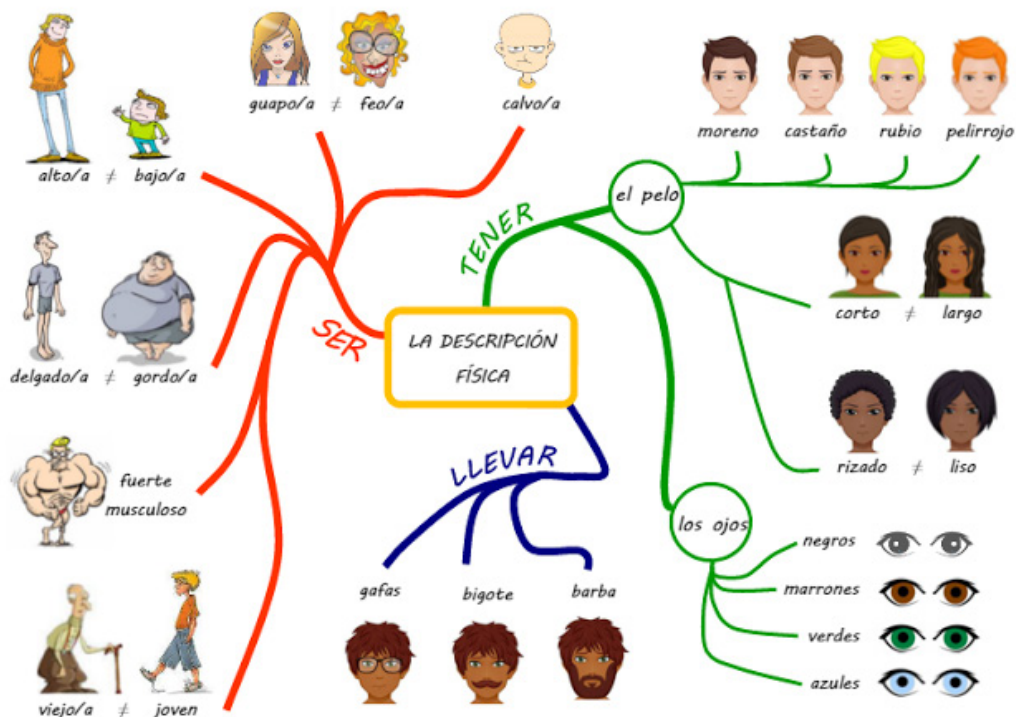 guapo/a ≠ feo/a
calvo/a
moreno castaño rubio pelirrojo
alto/a ≠ bajo/a
el pelo
TENER
SER
LA DESCRIPCIÓN
FÍSICA
corto ≠ largo
delgado/a ≠ gordo/a
rizado ≠ liso
LLEVAR
fuerte
musculoso
los ojos
negros
marrones
verdes
azules
gafas bigote barba
viejo/a ≠ joven